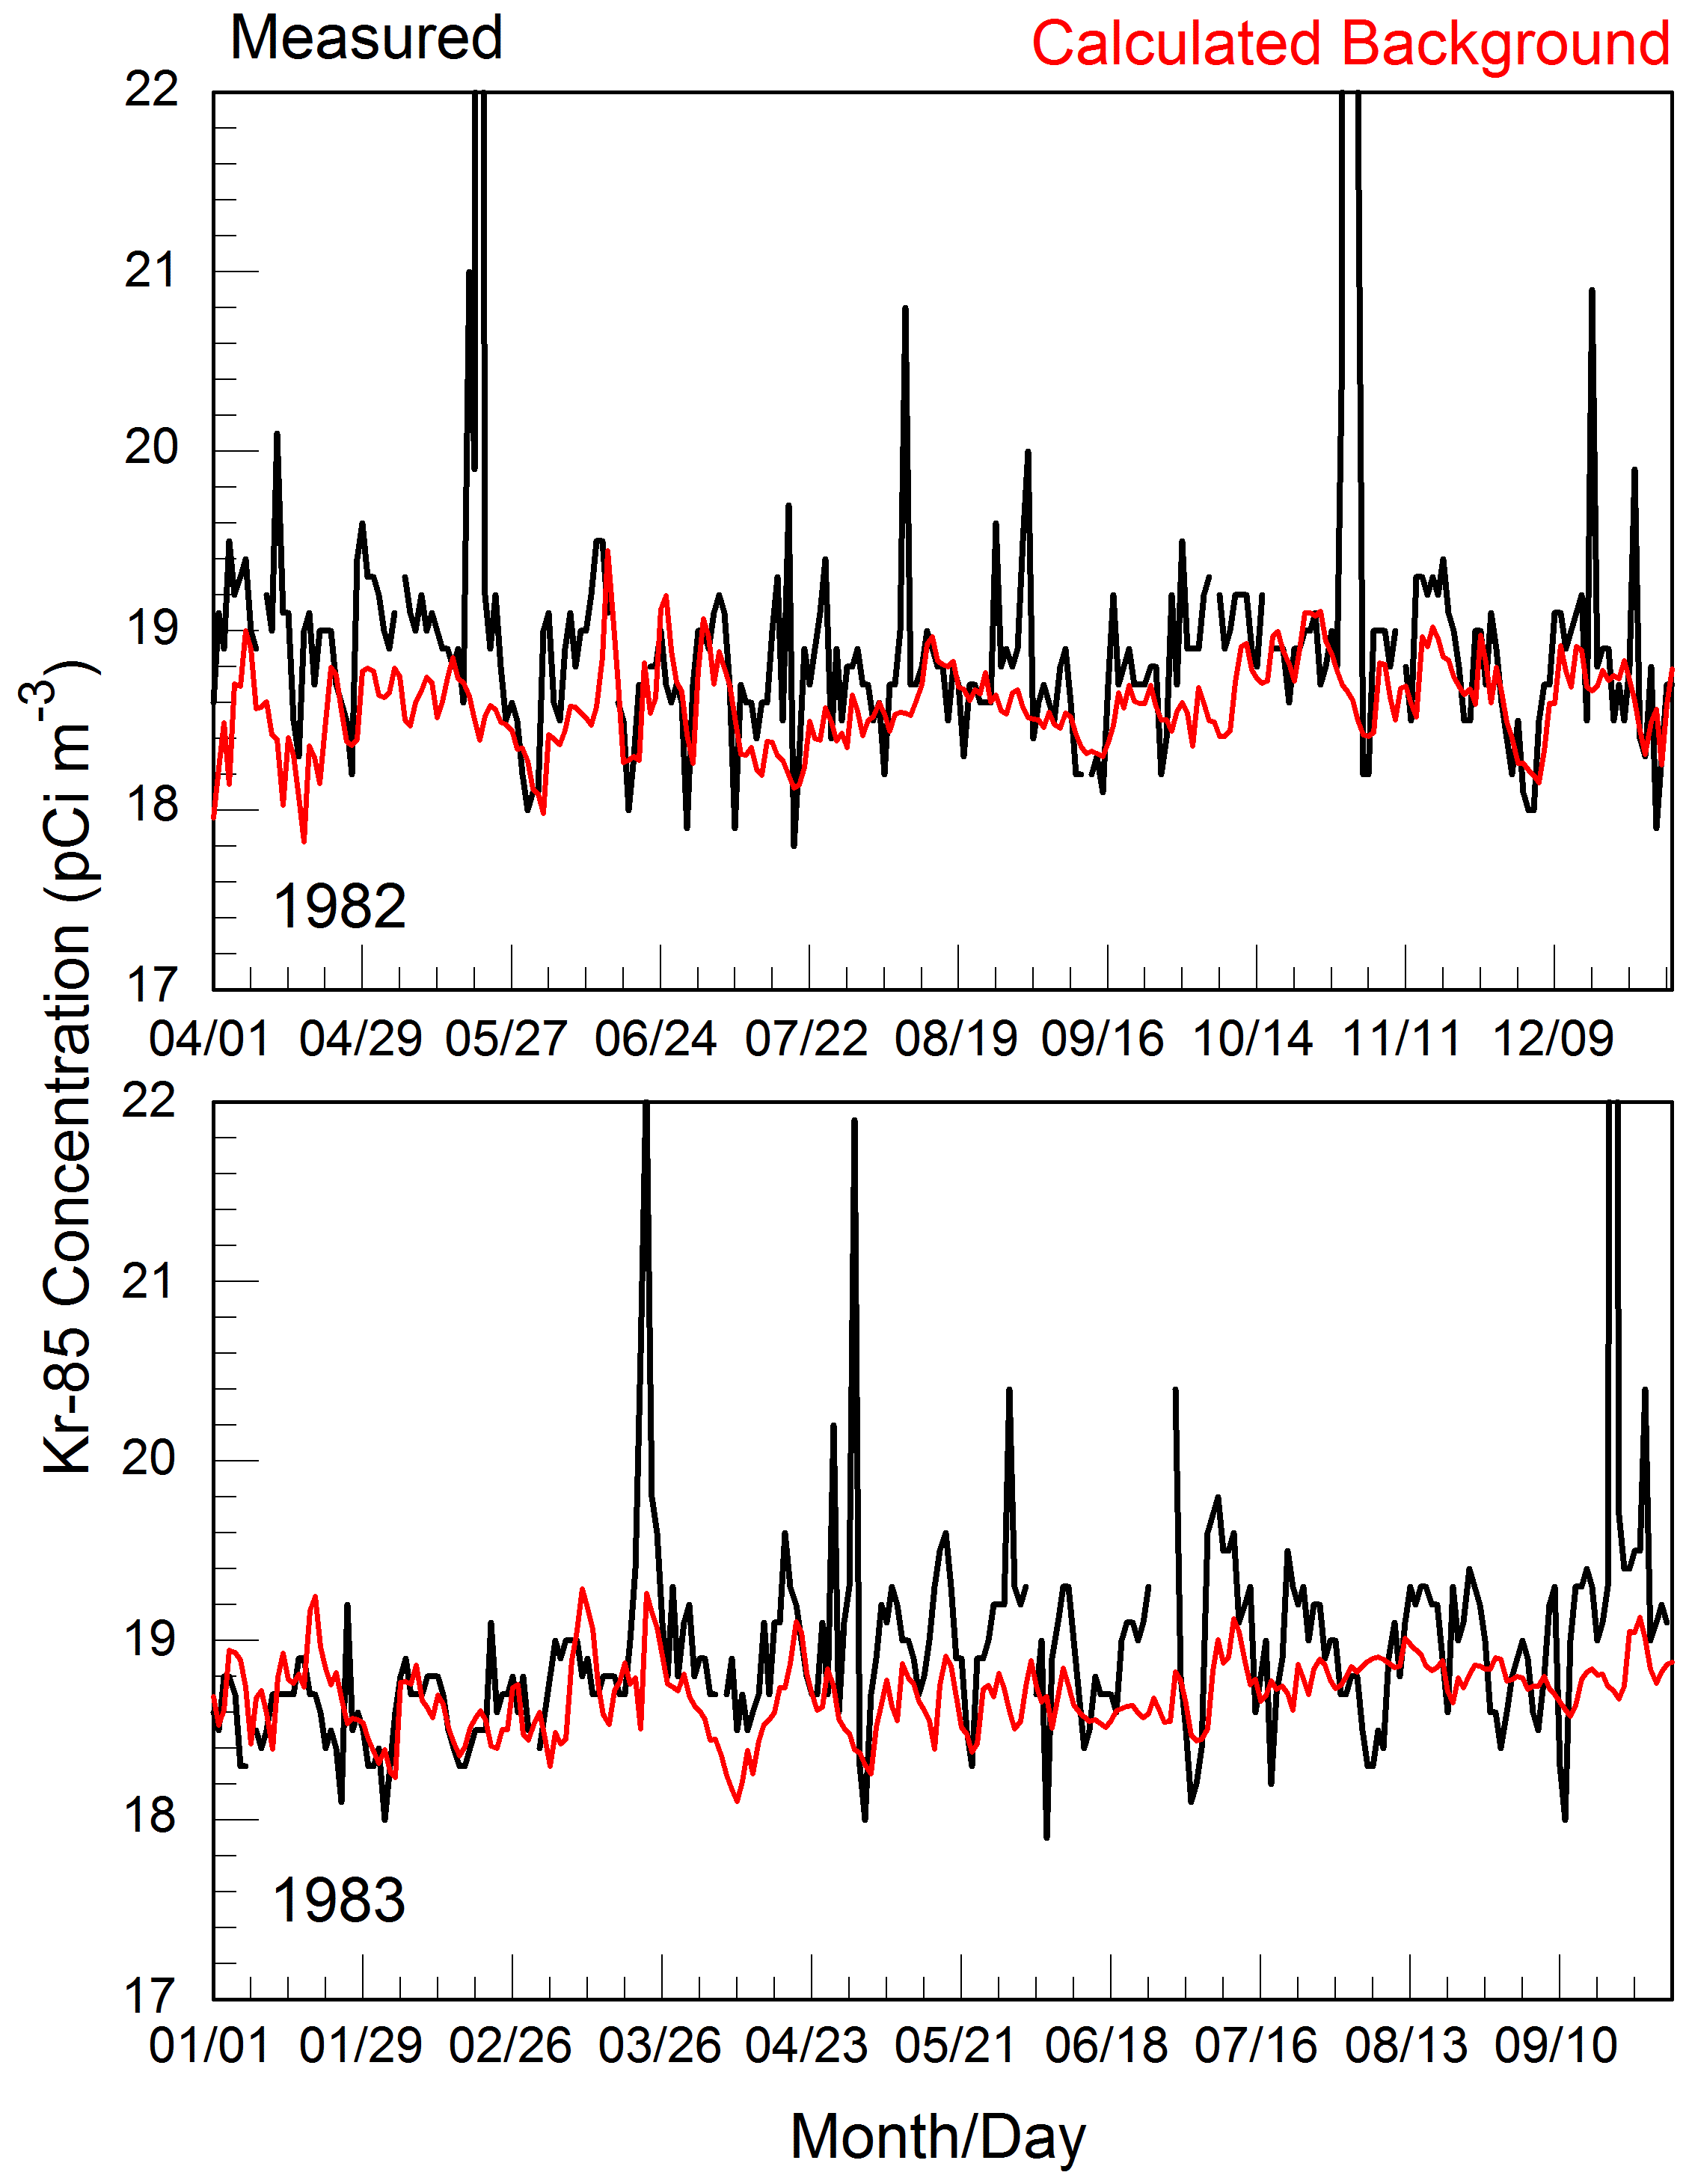 Measured Calculated Background
22
21
20
19
18
17
1982
04/01 04/29 05/27 06/24 07/22 08/19 09/16 10/14 11/11 12/09
Kr-85 Concentration (pCi m-3)
22
21
20
19
18
17
1983
01/01 01/29 02/26 03/26 04/23 05/21 06/18 07/16 08/13 09/10
Month/Day